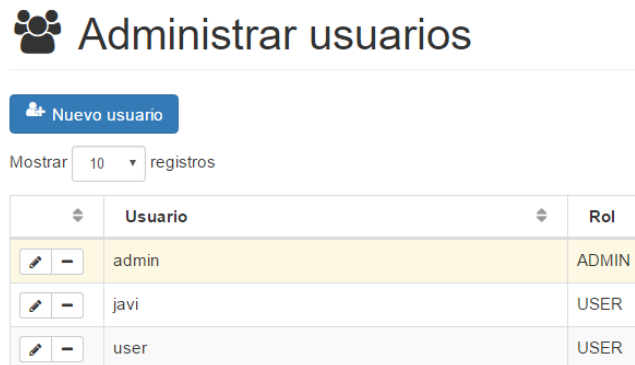 Administrar usuarios
Nuevo usuario
Mostrar 10 registros
Usuario Rol
admin ADMIN
javi USER
user USER